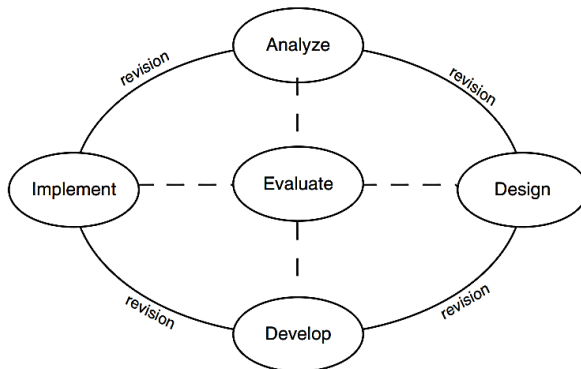 Analyze
revision
revision
Implement
Evaluate
Design
revision
revision
Develop